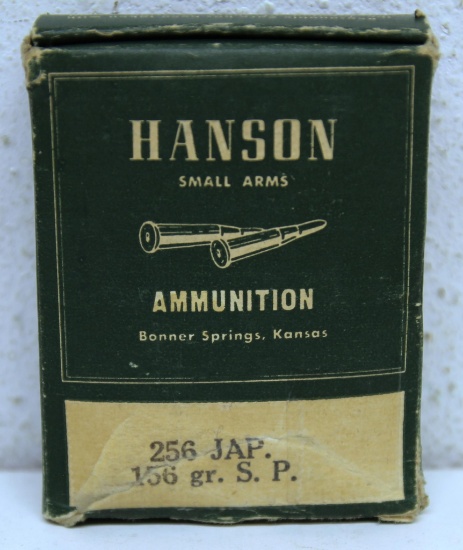 HANSON
SMALL ARMS
AMMUNITION
Bonner Springs, Kansas
256 JAP.
156 gr. S. P.